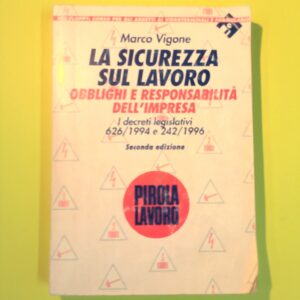 Marco Vigone
LA SICUREZZA
SUL LAVORO
OBBLIGHI E RESPONSABILITÀ
DELL'IMPRESA
I decreti legislativi
626/1994 e 242/1996
Seconda edizione
PIROLA
LAVORO